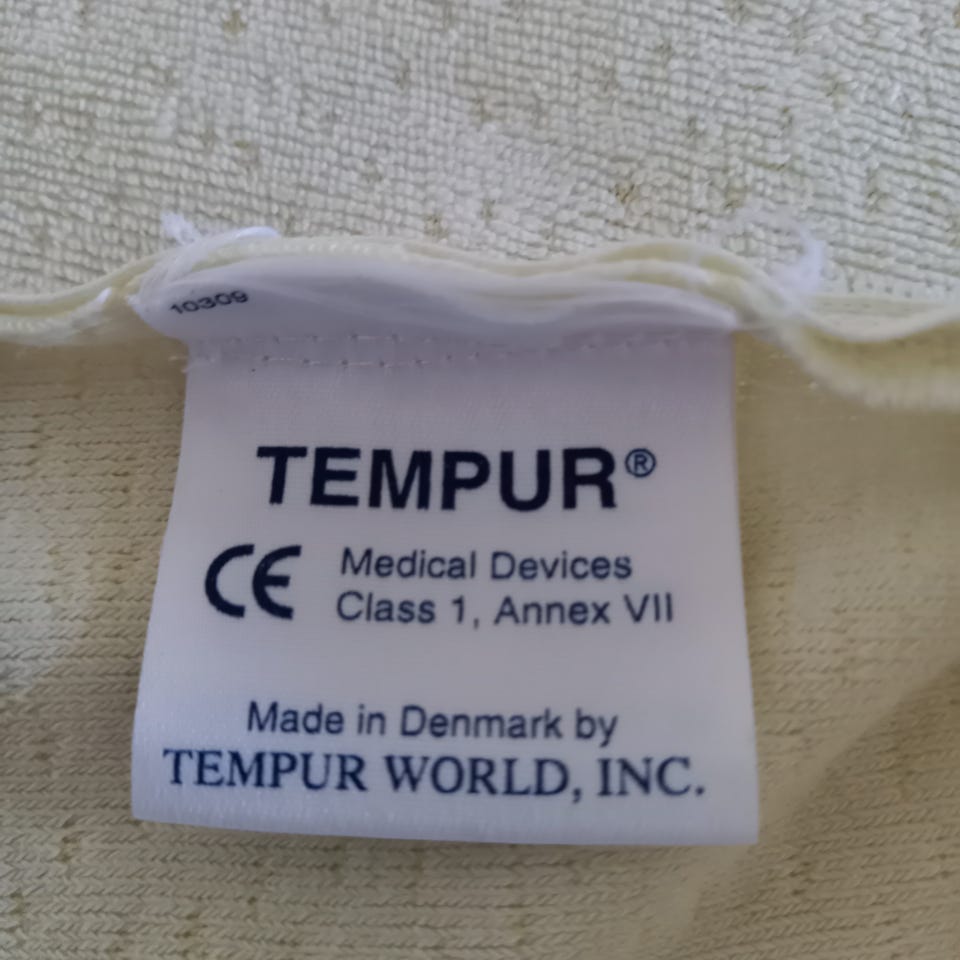 10309
TEMPUR®
CE Medical Devices
Class 1, Annex VII
Made in Denmark by
TEMPUR WORLD, INC.